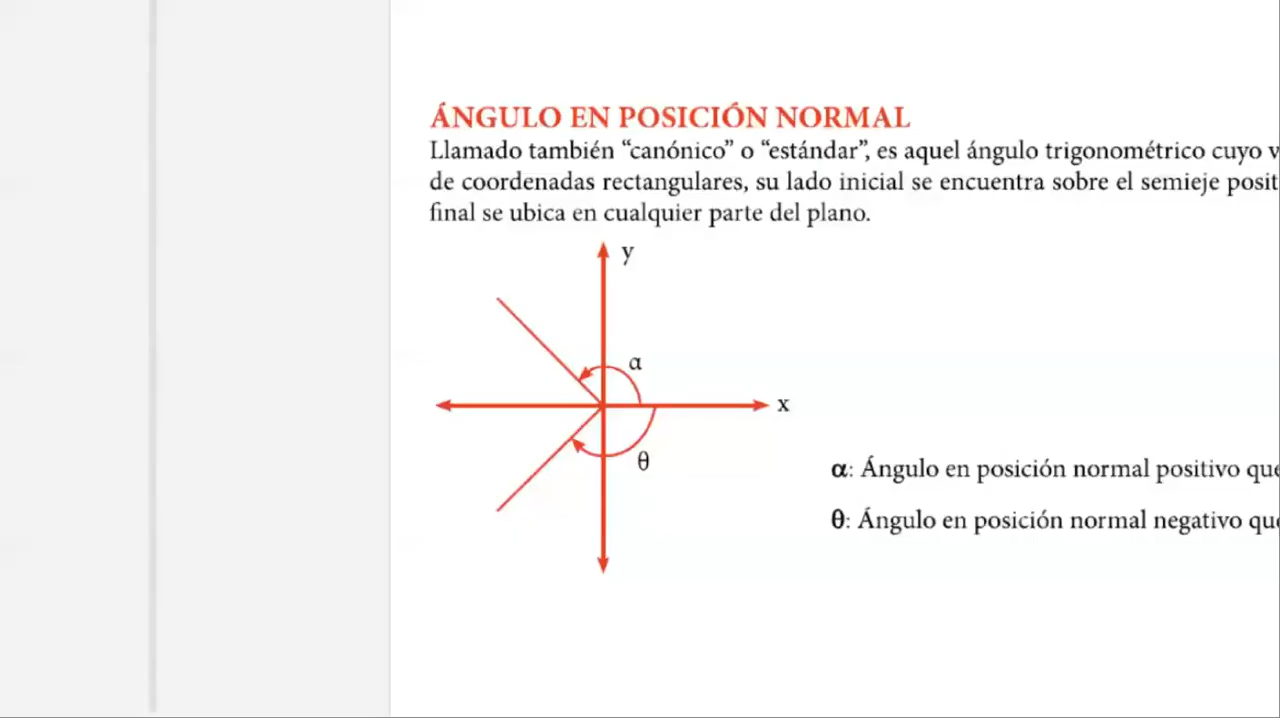 ÁNGULO EN POSICIÓN NORMAL
Llamado también “canónico” o “estándar”, es aquel ángulo trigonométrico cuyo
de coordenadas rectangulares, su lado inicial se encuentra sobre el semieje
final se ubica en cualquier parte del plano.
y
α
x
θ
α: Ángulo en posición normal positivo
θ: Ángulo en posición normal negativo